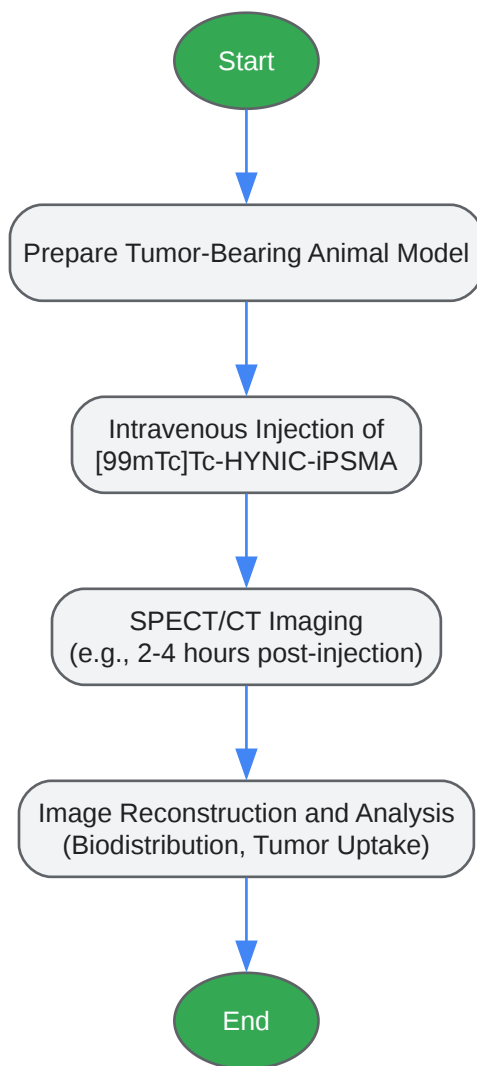 Start
Prepare Tumor-Bearing Animal Model
Intravenous Injection of
[99mTc]Tc-HYNIC-iPSMA
SPECT/CT Imaging
(e.g., 2-4 hours post-injection)
Image Reconstruction and Analysis
(Biodistribution, Tumor Uptake)
End